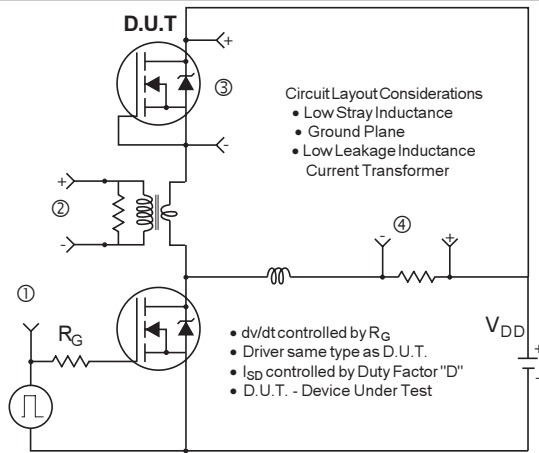 D.U.T
+
③
-
Circuit Layout Considerations
• Low Stray Inductance
• Ground Plane
• Low Leakage Inductance
Current Transformer
+
②
-
④
-
+
①
RG
VDD
+
-
• dv/dt controlled by RG
• Driver same type as D.U.T.
• ISD controlled by Duty Factor "D"
• D.U.T. - Device Under Test